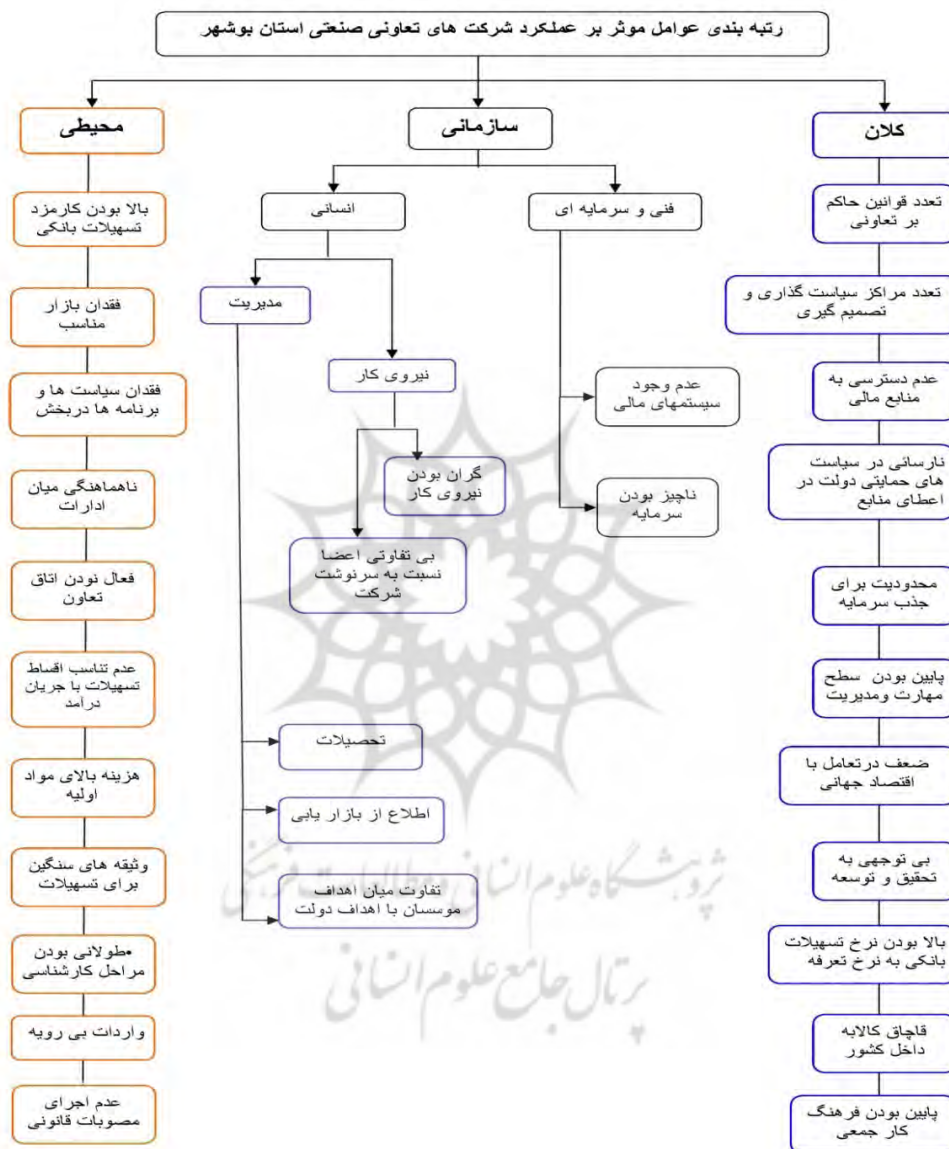 رتبه بندی عوامل موثر بر عملکرد شرکت های تعاونی صنعتی استان بوشهر
کلان
تعدد قوانین حاکم
بر تعاونی
تعدد مراکز سیاست گذاری و
تصمیم گیری
عدم دسترسی به
منابع مالی
نارسائی در سیاست
های حمایتی دولت در
اعطای منابع
محدودیت برای
جذب سرمایه
پایین بودن سطح
مهارت ومدیریت
ضعف درتعامل با
اقتصاد جهانی
بی توجهی به
تحقیق و توسعه
بالا بودن نرخ تسهیلات
بانکی به نرخ تعرفه
قاچاق کالابه
داخل کشور
پایین بودن فرهنگ
کار جمعی
سازمانی
فنی و سرمایه ای
عدم وجود
سیستمهای مالی
ناچیز بودن
سرمایه
انسانی
مدیریت
نیروی کار
گران بودن
نیروی کار
بی تفاوتی اعضا
نسبت به سرنوشت
شرکت
تحصیلات
اطلاع از بازار یابی
تفاوت میان اهداف
موسسان با اهداف دولت
محیطی
بالا بودن کارمزد
تسهیلات بانکی
فقدان بازار
مناسب
فقدان سیاست ها و
برنامه ها دربخش
ناهماهنگی میان
ادارات
فعال نودن اتاق
تعاون
عدم تناسب اقساط
تسهیلات با جریان
درآمد
هزینه بالای مواد
اولیه
وثیقه های سنگین
برای تسهیلات
•طولانی بودن
مراحل کارشناسی
واردات بی رویه
عدم اجرای
مصوبات قانونی
پژوهشگاه علوم انسانی و مطالعات فرهنگی
پرتال جامع علوم انسانی